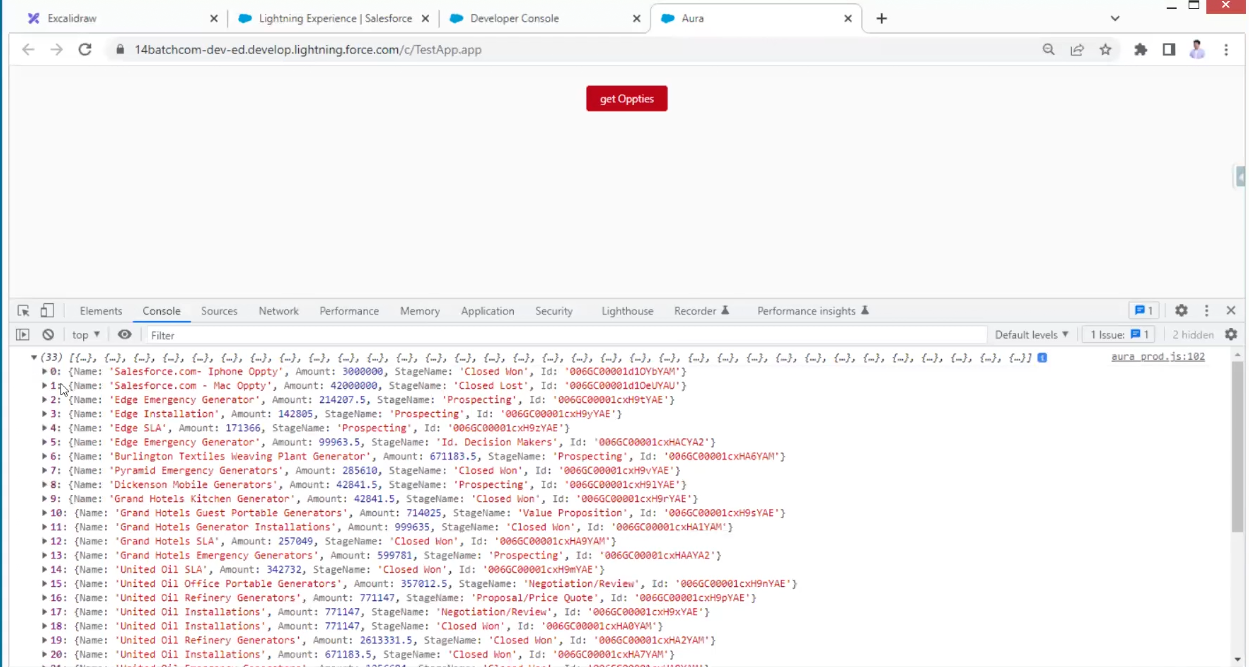 Excalidraw
Lightning Experience | Salesforce
Developer Console
Aura
14batchcom-dev-ed.develop.lightning.force.com/c/TestApp.app
get Oppties
Elements Console Sources Network Performance Memory Application Security Lighthouse Recorder Performance insights 1
top Filter Default levels 1 Issue: 1 2 hidden
(33) [{…}, {…}, {…}, {…}, {…}, {…}, {…}, {…}, {…}, {…}, {…}, {…}, {…}, {…}, {…}, {…}, {…}, {…}, {…}, {…}, {…}, {…}, {…}, {…}, {…}, {…}, {…}, {…}, {…}, {…}, {…}, {…}, {…}] aura_prod.js:102
0: {Name: 'Salesforce.com- Iphone Oppty', Amount: 3000000, StageName: 'Closed Won', Id: '006GC00001d1OYbYAM'}
1: {Name: 'Salesforce.com - Mac Oppty', Amount: 42000000, StageName: 'Closed Lost', Id: '006GC00001d1OeUYAU'}
2: {Name: 'Edge Emergency Generator', Amount: 214207.5, StageName: 'Prospecting', Id: '006GC00001cxH9tYAE'}
3: {Name: 'Edge Installation', Amount: 142805, StageName: 'Prospecting', Id: '006GC00001cxH9yYAE'}
4: {Name: 'Edge SLA', Amount: 171366, StageName: 'Prospecting', Id: '006GC00001cxH9zYAE'}
5: {Name: 'Edge Emergency Generator', Amount: 99963.5, StageName: 'Id. Decision Makers', Id: '006GC00001cxHACYA2'}
6: {Name: 'Burlington Textiles Weaving Plant Generator', Amount: 671183.5, StageName: 'Prospecting', Id: '006GC00001cxHA6YAM'}
7: {Name: 'Pyramid Emergency Generators', Amount: 285610, StageName: 'Closed Won', Id: '006GC00001cxH9vYAE'}
8: {Name: 'Dickenson Mobile Generators', Amount: 42841.5, StageName: 'Prospecting', Id: '006GC00001cxH9lYAE'}
9: {Name: 'Grand Hotels Kitchen Generator', Amount: 42841.5, StageName: 'Closed Won', Id: '006GC00001cxH9rYAE'}
10: {Name: 'Grand Hotels Guest Portable Generators', Amount: 714025, StageName: 'Value Proposition', Id: '006GC00001cxH9sYAE'}
11: {Name: 'Grand Hotels Generator Installations', Amount: 999635, StageName: 'Closed Won', Id: '006GC00001cxHA1YAM'}
12: {Name: 'Grand Hotels SLA', Amount: 257049, StageName: 'Closed Won', Id: '006GC00001cxHA9YAM'}
13: {Name: 'Grand Hotels Emergency Generators', Amount: 599781, StageName: 'Prospecting', Id: '006GC00001cxHAAYA2'}
14: {Name: 'United Oil SLA', Amount: 342732, StageName: 'Closed Won', Id: '006GC00001cxH9mYAE'}
15: {Name: 'United Oil Office Portable Generators', Amount: 357012.5, StageName: 'Negotiation/Review', Id: '006GC00001cxH9nYAE'}
16: {Name: 'United Oil Refinery Generators', Amount: 771147, StageName: 'Proposal/Price Quote', Id: '006GC00001cxH9pYAE'}
17: {Name: 'United Oil Installations', Amount: 771147, StageName: 'Negotiation/Review', Id: '006GC00001cxH9xYAE'}
18: {Name: 'United Oil Installations', Amount: 771147, StageName: 'Closed Won', Id: '006GC00001cxHA0YAM'}
19: {Name: 'United Oil Refinery Generators', Amount: 2613331.5, StageName: 'Closed Won', Id: '006GC00001cxHA2YAM'}
20: {Name: 'United Oil Installations', Amount: 671183.5, StageName: 'Closed Won', Id: '006GC00001cxHA7YAM'}